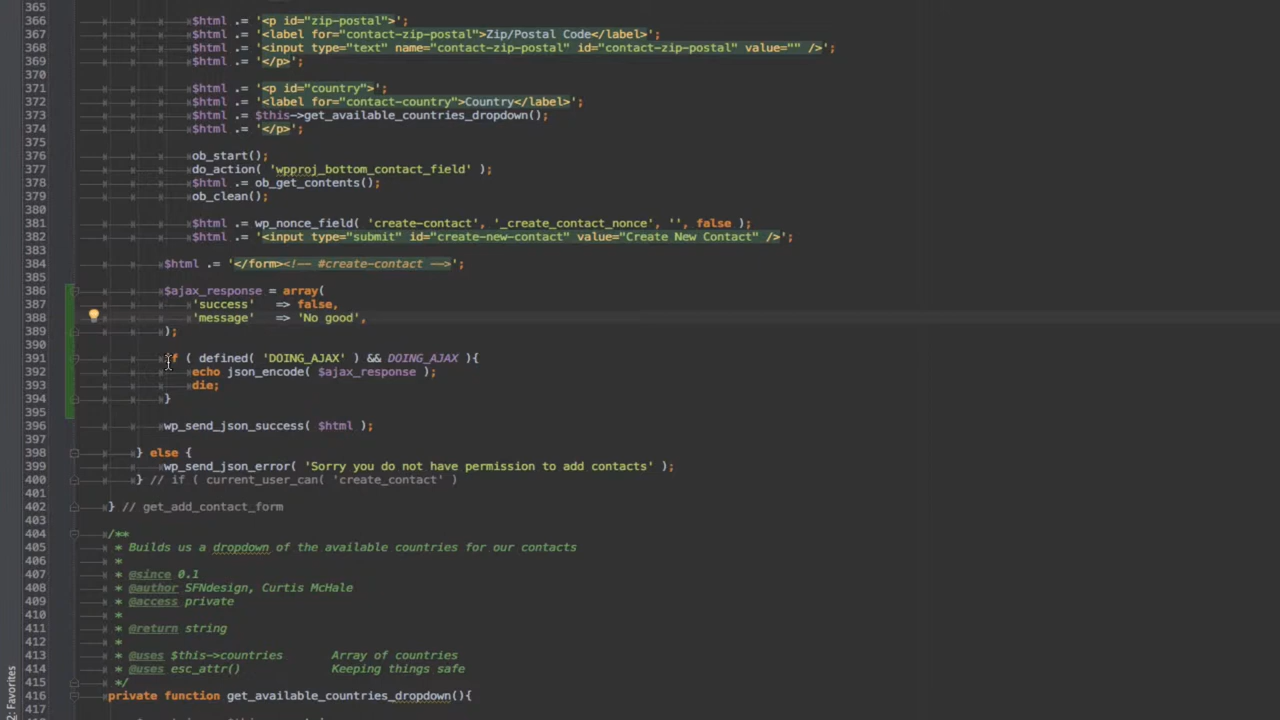 365
366 $html .= '<p id="zip-postal">';
367 $html .= '<label for="contact-zip-postal">Zip/Postal Code</label>';
368 $html .= '<input type="text" name="contact-zip-postal" id="contact-zip-postal" value="" />';
369 $html .= '</p>';
370
371 $html .= '<p id="country">';
372 $html .= '<label for="contact-country">Country</label>';
373 $html .= $this->get_available_countries_dropdown();
374 $html .= '</p>';
375
376 ob_start();
377 do_action( 'wpproj_bottom_contact_field' );
378 $html .= ob_get_contents();
379 ob_clean();
380
381 $html .= wp_nonce_field( 'create-contact', '_create_contact_nonce', '', false );
382 $html .= '<input type="submit" id="create-new-contact" value="Create New Contact" />';
383
384 $html .= '</form><!-- #create-contact -->';
385
386 $ajax_response = array(
387 'success' => false,
388 'message' => 'No good',
389 );
390
391 if ( defined( 'DOING_AJAX' ) && DOING_AJAX ){
392 echo json_encode( $ajax_response );
393 die;
394 }
395
396 wp_send_json_success( $html );
397
398 } else {
399 wp_send_json_error( 'Sorry you do not have permission to add contacts' );
400 } // if ( current_user_can( 'create_contact' )
401
402 } // get_add_contact_form
403
404 /**
405 * Builds us a dropdown of the available countries for our contacts
406 *
407 * @since 0.1
408 * @author SFNdesign, Curtis McHale
409 * @access private
410 *
411 * @return string
412 *
413 * @uses $this->countries Array of countries
414 * @uses esc_attr() Keeping things safe
415 */
416 private function get_available_countries_dropdown(){
417
2: Favorites